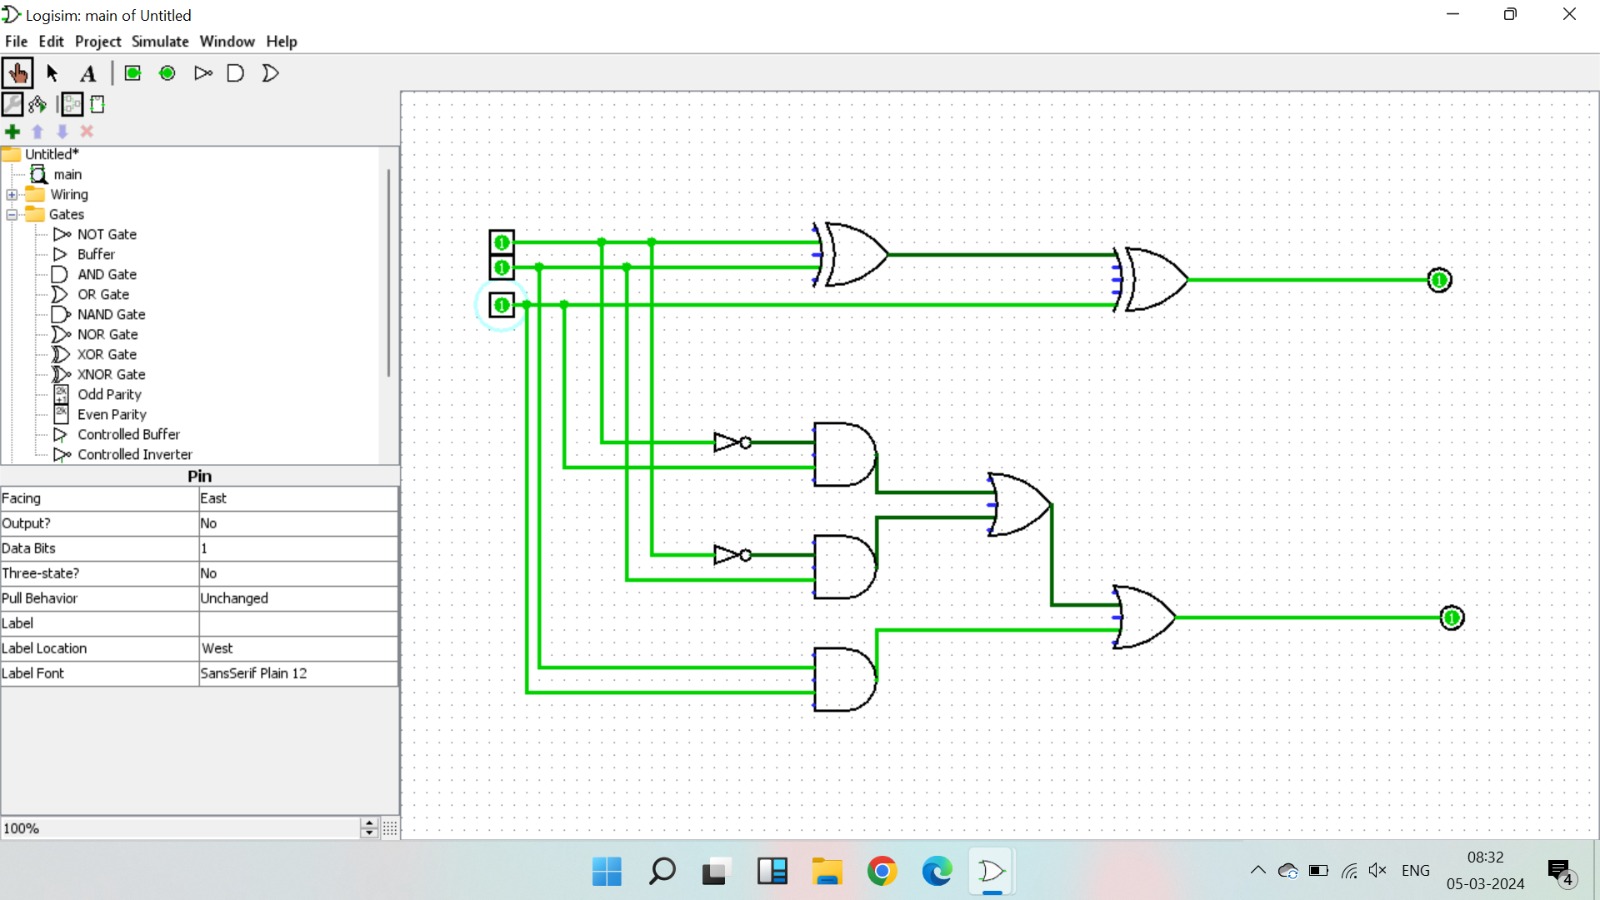 Logisim: main of Untitled
File Edit Project Simulate Window Help
A
Untitled*
main
Wiring
Gates
NOT Gate
Buffer
AND Gate
OR Gate
NAND Gate
NOR Gate
XOR Gate
XNOR Gate
Odd Parity
Even Parity
Controlled Buffer
Controlled Inverter
Pin
Facing East
Output? No
Data Bits 1
Three-state? No
Pull Behavior Unchanged
Label
Label Location West
Label Font SansSerif Plain 12
100%
1
1
1
1
1
ENG
08:32
05-03-2024
4